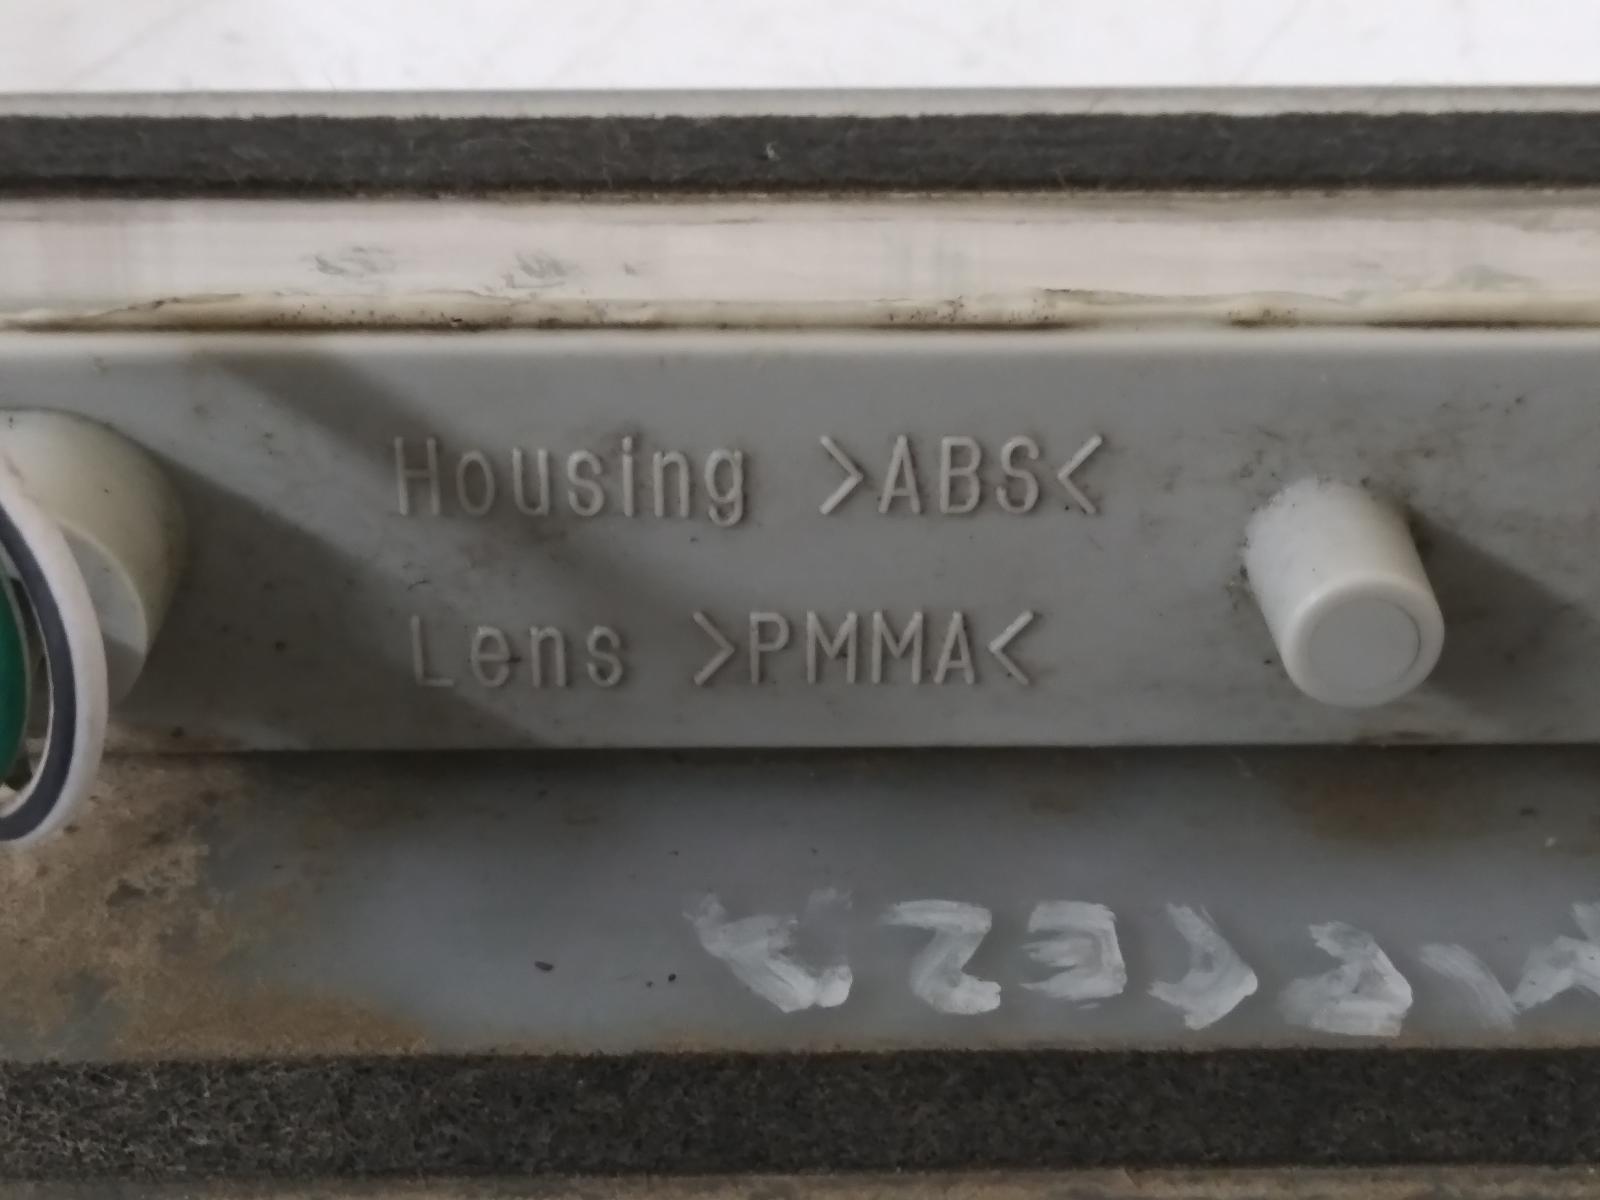 Housing >ABS<
Lens >PMMA<